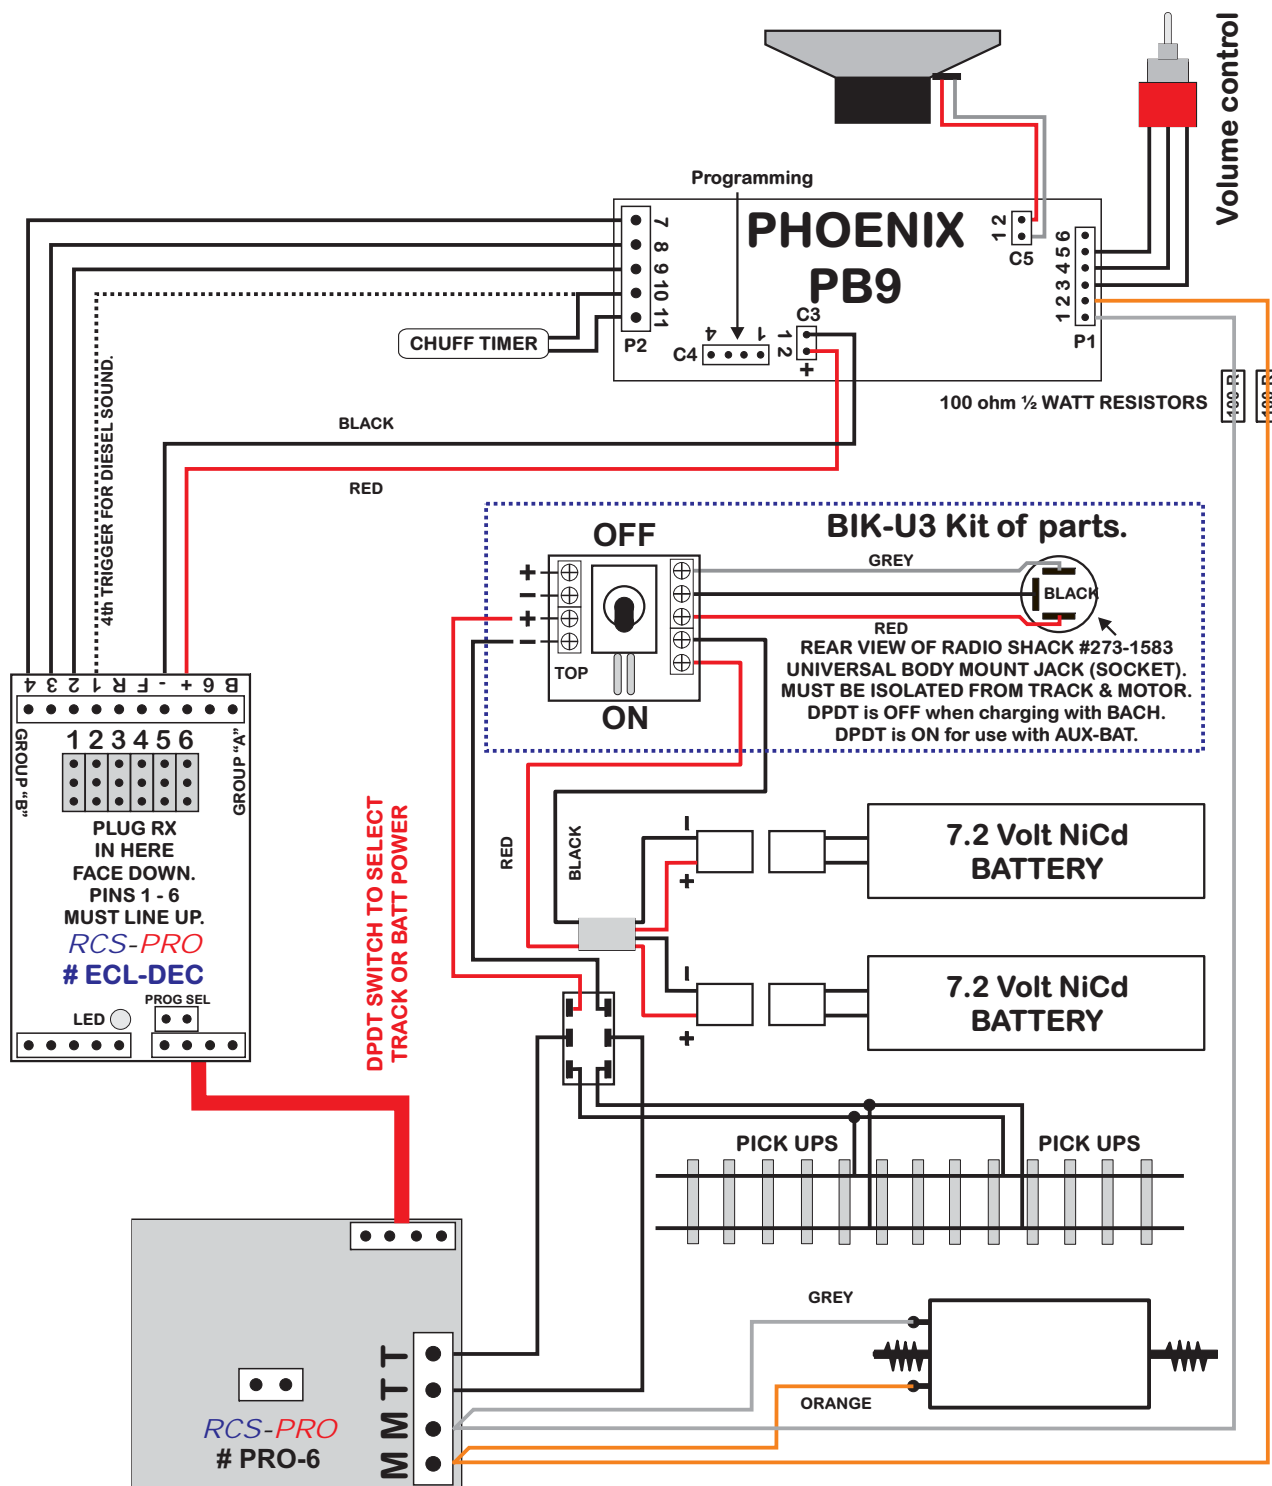 Volume control
Programming
PHOENIX
PB9
7
8
9
10
11
P2
1 2
C5
6
5
4
3
2
1
P1
C3
1
2
+
C4
4 1
CHUFF TIMER
100 ohm ½ WATT RESISTORS
100 R
100 R
4th TRIGGER FOR DIESEL SOUND.
BLACK
RED
BIK-U3 Kit of parts.
OFF
GREY
BLACK
RED
+
−
+
−
TOP
ON
REAR VIEW OF RADIO SHACK #273-1583
UNIVERSAL BODY MOUNT JACK (SOCKET).
MUST BE ISOLATED FROM TRACK & MOTOR.
DPDT is OFF when charging with BACH.
DPDT is ON for use with AUX-BAT.
4 3 2 1 R F - + 6 B
GROUP "B"
GROUP "A"
1 2 3 4 5 6
PLUG RX
IN HERE
FACE DOWN.
PINS 1 - 6
MUST LINE UP.
RCS-PRO
# ECL-DEC
PROG SEL
LED
DPDT SWITCH TO SELECT
TRACK OR BATT POWER
RED
BLACK
−
+
7.2 Volt NiCd
BATTERY
−
+
7.2 Volt NiCd
BATTERY
PICK UPS
PICK UPS
GREY
ORANGE
M M T T
RCS-PRO
# PRO-6